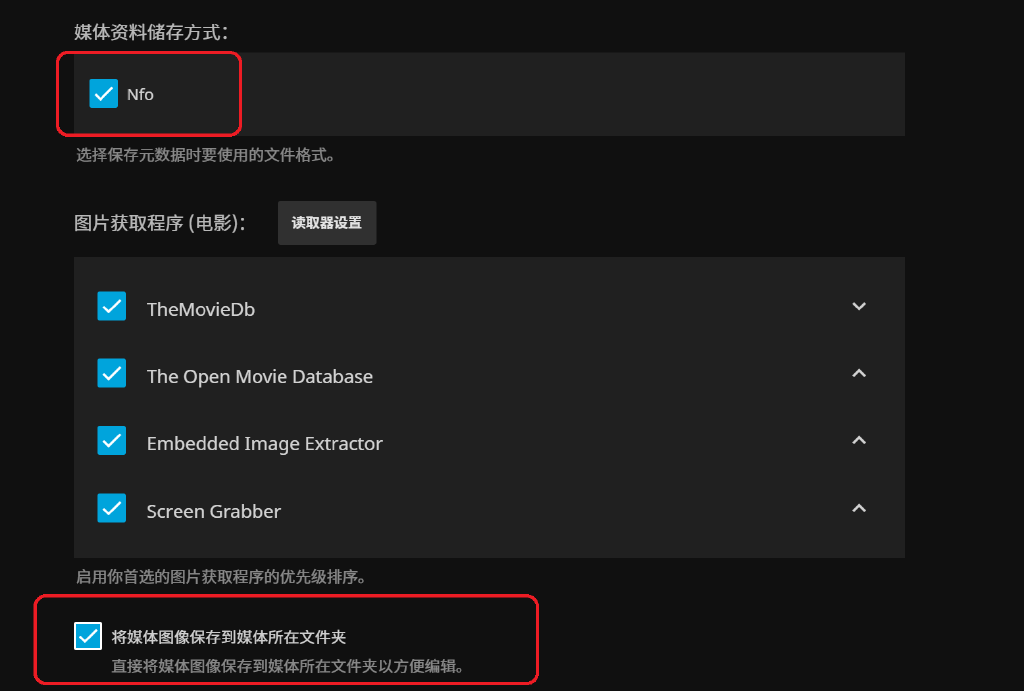 媒体资料储存方式：
Nfo
选择保存元数据时要使用的文件格式。
图片获取程序 (电影)： 读取器设置
TheMovieDb
The Open Movie Database
Embedded Image Extractor
Screen Grabber
启用你首选的图片获取程序的优先级排序。
将媒体图像保存到媒体所在文件夹
直接将媒体图像保存到媒体所在文件夹以方便编辑。